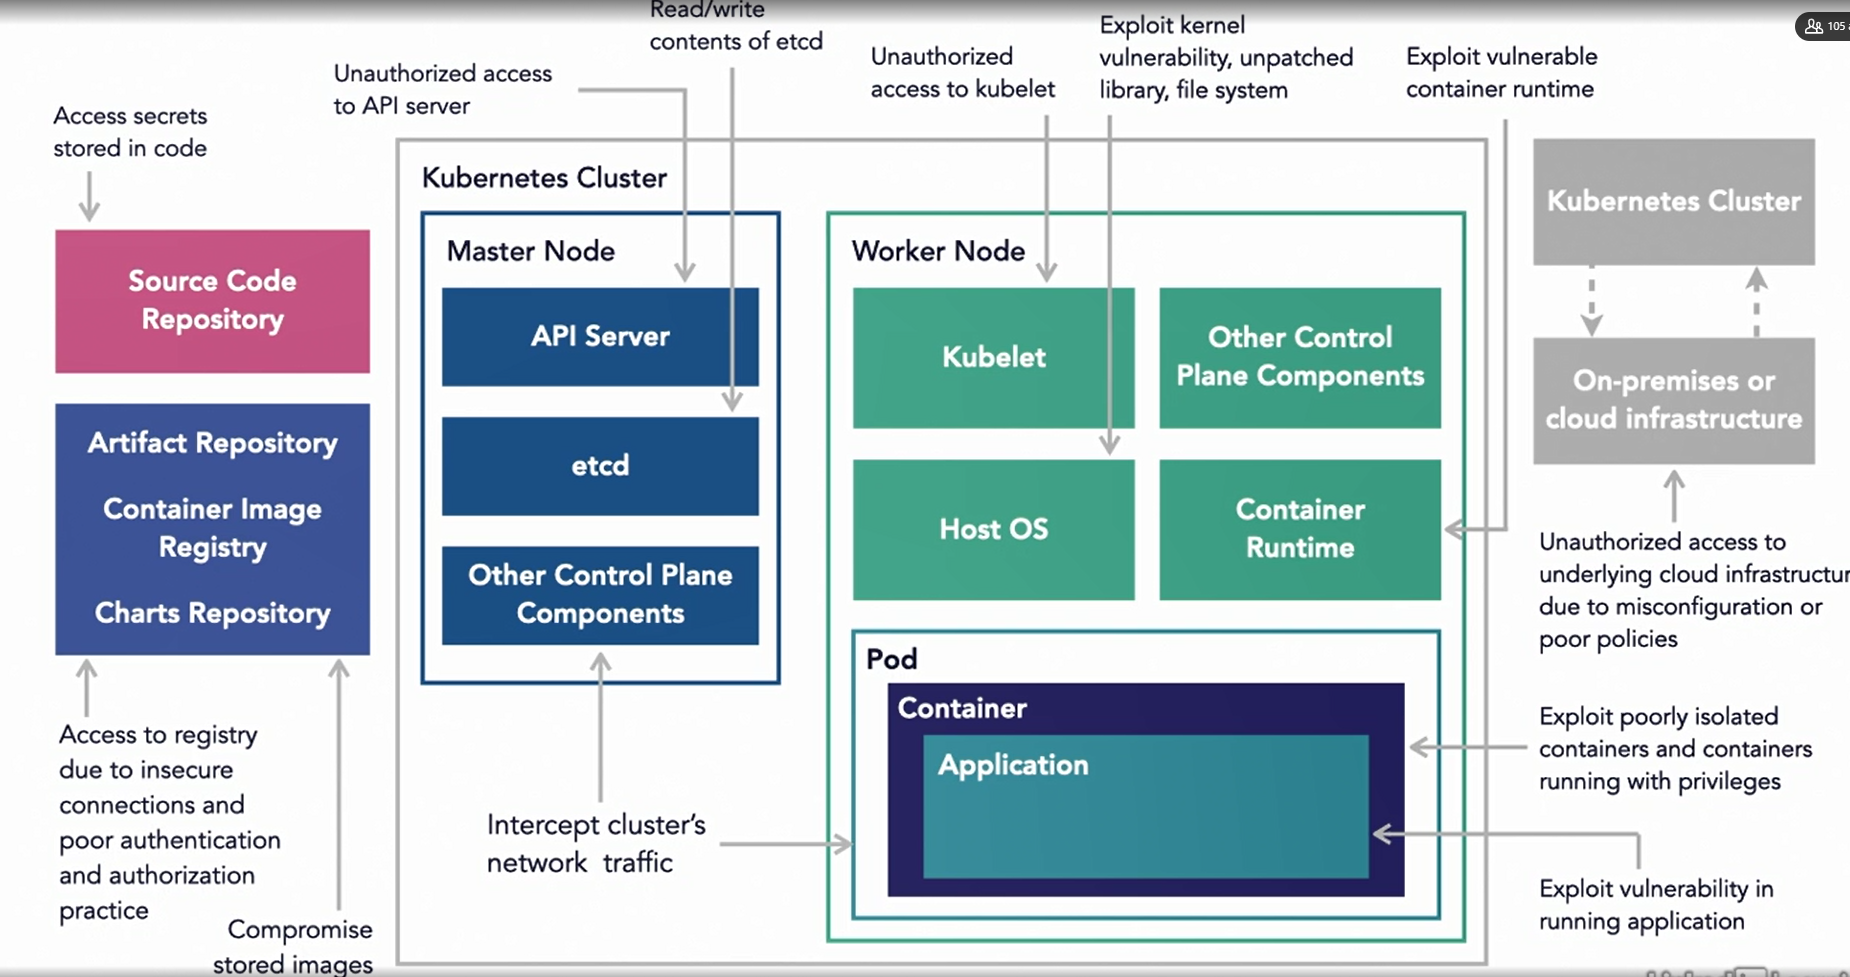 Read/write
contents of etcd
105
Unauthorized access
to API server
Unauthorized
access to kubelet
Exploit kernel
vulnerability, unpatched
library, file system
Exploit vulnerable
container runtime
Access secrets
stored in code
Source Code
Repository
Artifact Repository
Container Image
Registry
Charts Repository
Access to registry
due to insecure
connections and
poor authentication
and authorization
practice
Compromise
stored images
Kubernetes Cluster
Master Node
API Server
etcd
Other Control Plane
Components
Intercept cluster's
network traffic
Worker Node
Kubelet
Other Control
Plane Components
Host OS
Container
Runtime
Pod
Container
Application
Kubernetes Cluster
On-premises or
cloud infrastructure
Unauthorized access to
underlying cloud infrastructur
due to misconfiguration or
poor policies
Exploit poorly isolated
containers and containers
running with privileges
Exploit vulnerability in
running application